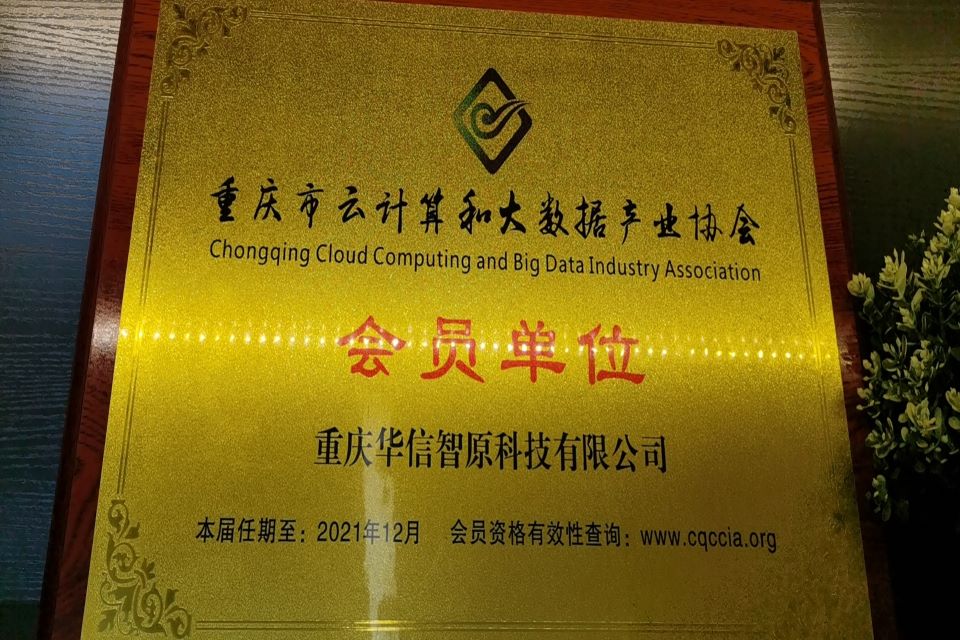 重庆市云计算和大数据产业协会
Chongqing Cloud Computing and Big Data Industry Association
会员单位
重庆华信智原科技有限公司
本届任期至：2021年12月 会员资格有效性查询：www.cqccia.org